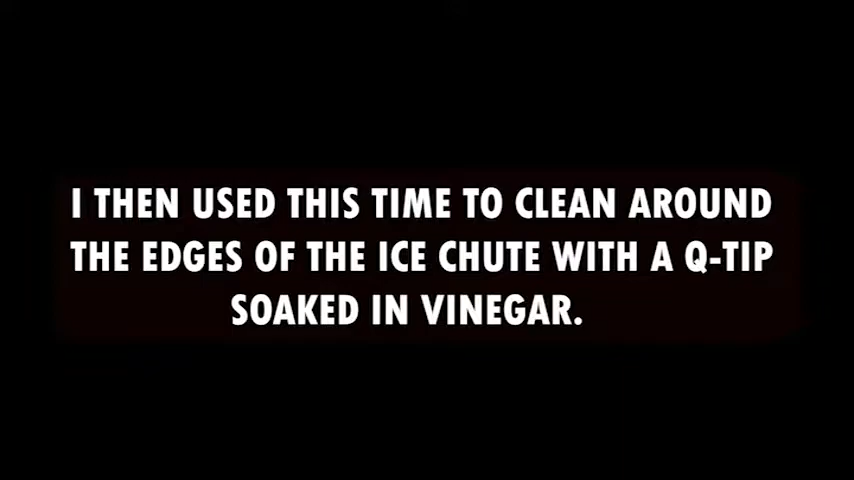 I THEN USED THIS TIME TO CLEAN AROUND
THE EDGES OF THE ICE CHUTE WITH A Q-TIP
SOAKED IN VINEGAR.